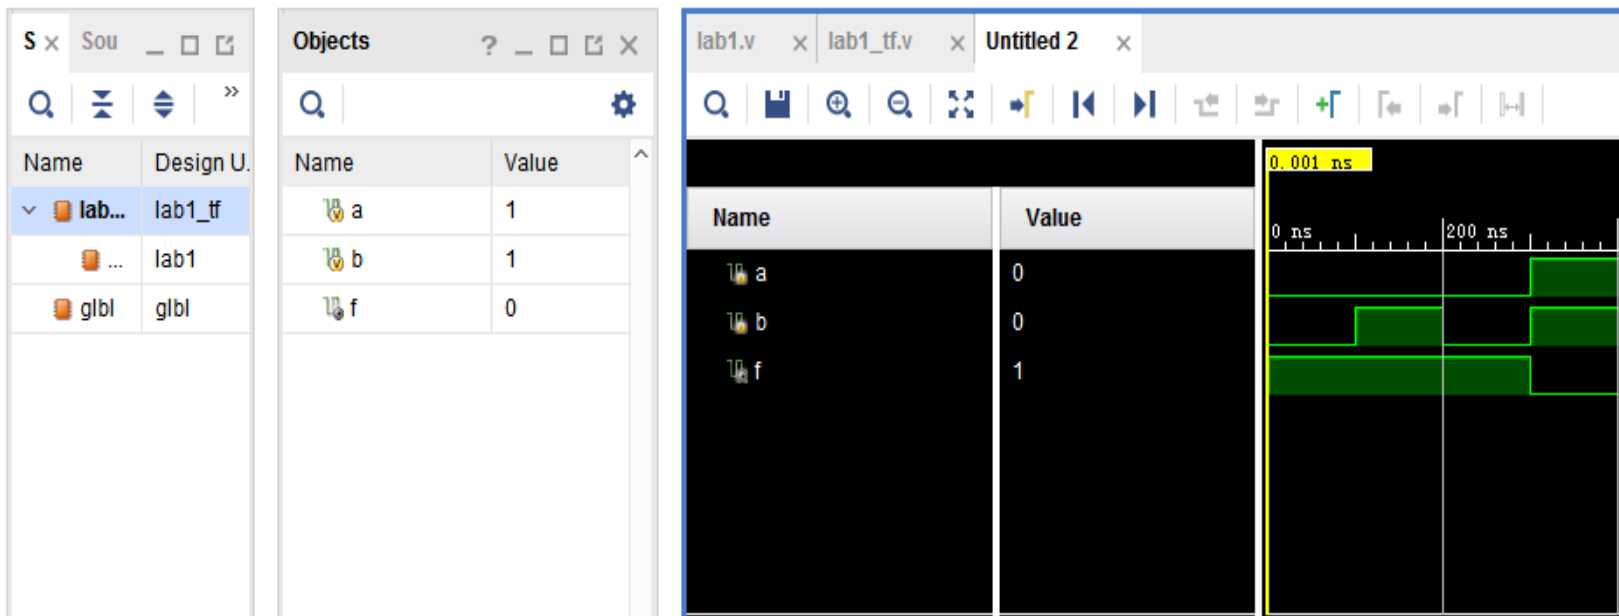 S Sou
Objects ?
lab1.v lab1_tf.v Untitled 2
»
Name Design U.
lab... lab1_tf
... lab1
glbl glbl
Name Value
a 1
b 1
f 0
0.001 ns
Name Value
0 ns 200 ns
a 0
b 0
f 1